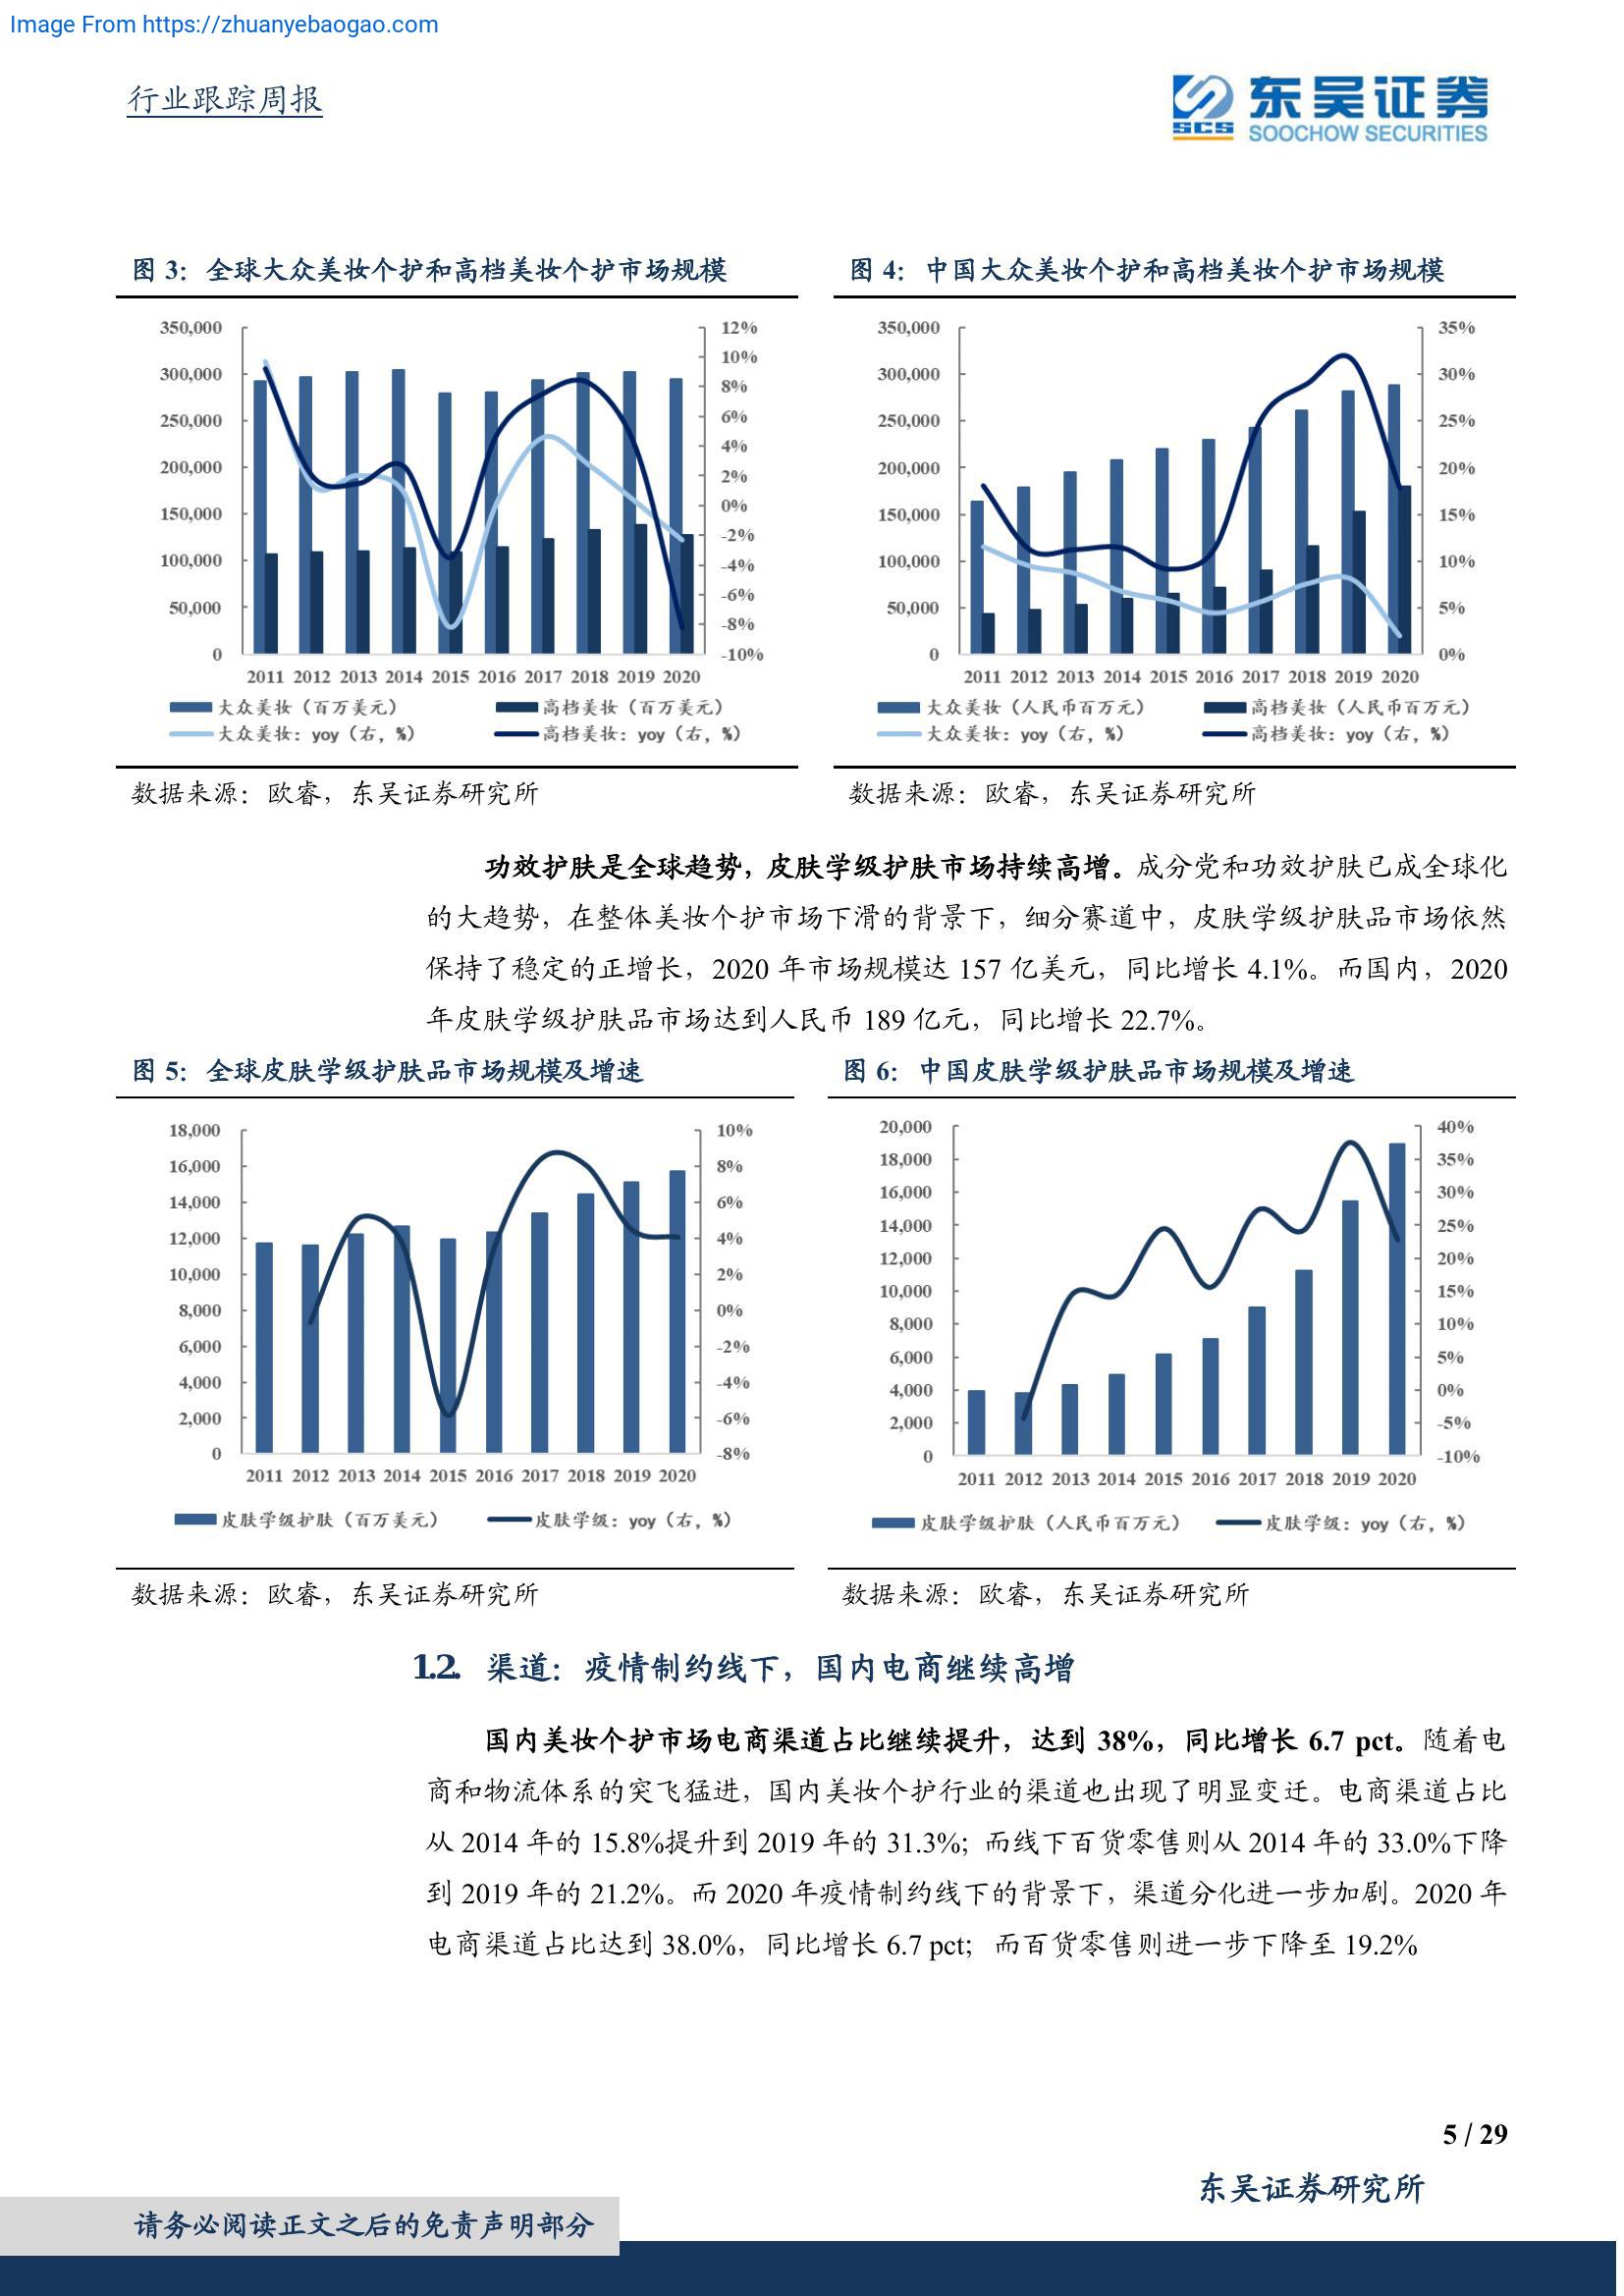 Image From https://zhuanyebaogao.com
行业跟踪周报
东吴证券
SCS
SOOCHOW SECURITIES
图 3：全球大众美妆个护和高档美妆个护市场规模
350,000
300,000
250,000
200,000
150,000
100,000
50,000
0
12%
10%
8%
6%
4%
2%
0%
-2%
-4%
-6%
-8%
-10%
2011 2012 2013 2014 2015 2016 2017 2018 2019 2020
大众美妆（百万美元） 高档美妆（百万美元）
大众美妆：yoy（右，%） 高档美妆：yoy（右，%）
数据来源：欧睿，东吴证券研究所
图 4：中国大众美妆个护和高档美妆个护市场规模
350,000
300,000
250,000
200,000
150,000
100,000
50,000
0
35%
30%
25%
20%
15%
10%
5%
0%
2011 2012 2013 2014 2015 2016 2017 2018 2019 2020
大众美妆（人民币百万元） 高档美妆（人民币百万元）
大众美妆：yoy（右，%） 高档美妆：yoy（右，%）
数据来源：欧睿，东吴证券研究所
功效护肤是全球趋势，皮肤学级护肤市场持续高增。成分党和功效护肤已成全球化
的大趋势，在整体美妆个护市场下滑的背景下，细分赛道中，皮肤学级护肤品市场依然
保持了稳定的正增长，2020 年市场规模达 157 亿美元，同比增长 4.1%。而国内，2020
年皮肤学级护肤品市场达到人民币 189 亿元，同比增长 22.7%。
图 5：全球皮肤学级护肤品市场规模及增速
18,000
16,000
14,000
12,000
10,000
8,000
6,000
4,000
2,000
0
10%
8%
6%
4%
2%
0%
-2%
-4%
-6%
-8%
2011 2012 2013 2014 2015 2016 2017 2018 2019 2020
皮肤学级护肤（百万美元） 皮肤学级：yoy（右，%）
数据来源：欧睿，东吴证券研究所
图 6：中国皮肤学级护肤品市场规模及增速
20,000
18,000
16,000
14,000
12,000
10,000
8,000
6,000
4,000
2,000
0
40%
35%
30%
25%
20%
15%
10%
5%
0%
-5%
-10%
2011 2012 2013 2014 2015 2016 2017 2018 2019 2020
皮肤学级护肤（人民币百万元） 皮肤学级：yoy（右，%）
数据来源：欧睿，东吴证券研究所
1.2. 渠道：疫情制约线下，国内电商继续高增
国内美妆个护市场电商渠道占比继续提升，达到 38%，同比增长 6.7 pct。随着电
商和物流体系的突飞猛进，国内美妆个护行业的渠道也出现了明显变迁。电商渠道占比
从 2014 年的 15.8%提升到 2019 年的 31.3%；而线下百货零售则从 2014 年的 33.0%下降
到 2019 年的 21.2%。而 2020 年疫情制约线下的背景下，渠道分化进一步加剧。2020 年
电商渠道占比达到 38.0%，同比增长 6.7 pct；而百货零售则进一步下降至 19.2%
5 / 29
东吴证券研究所
请务必阅读正文之后的免责声明部分